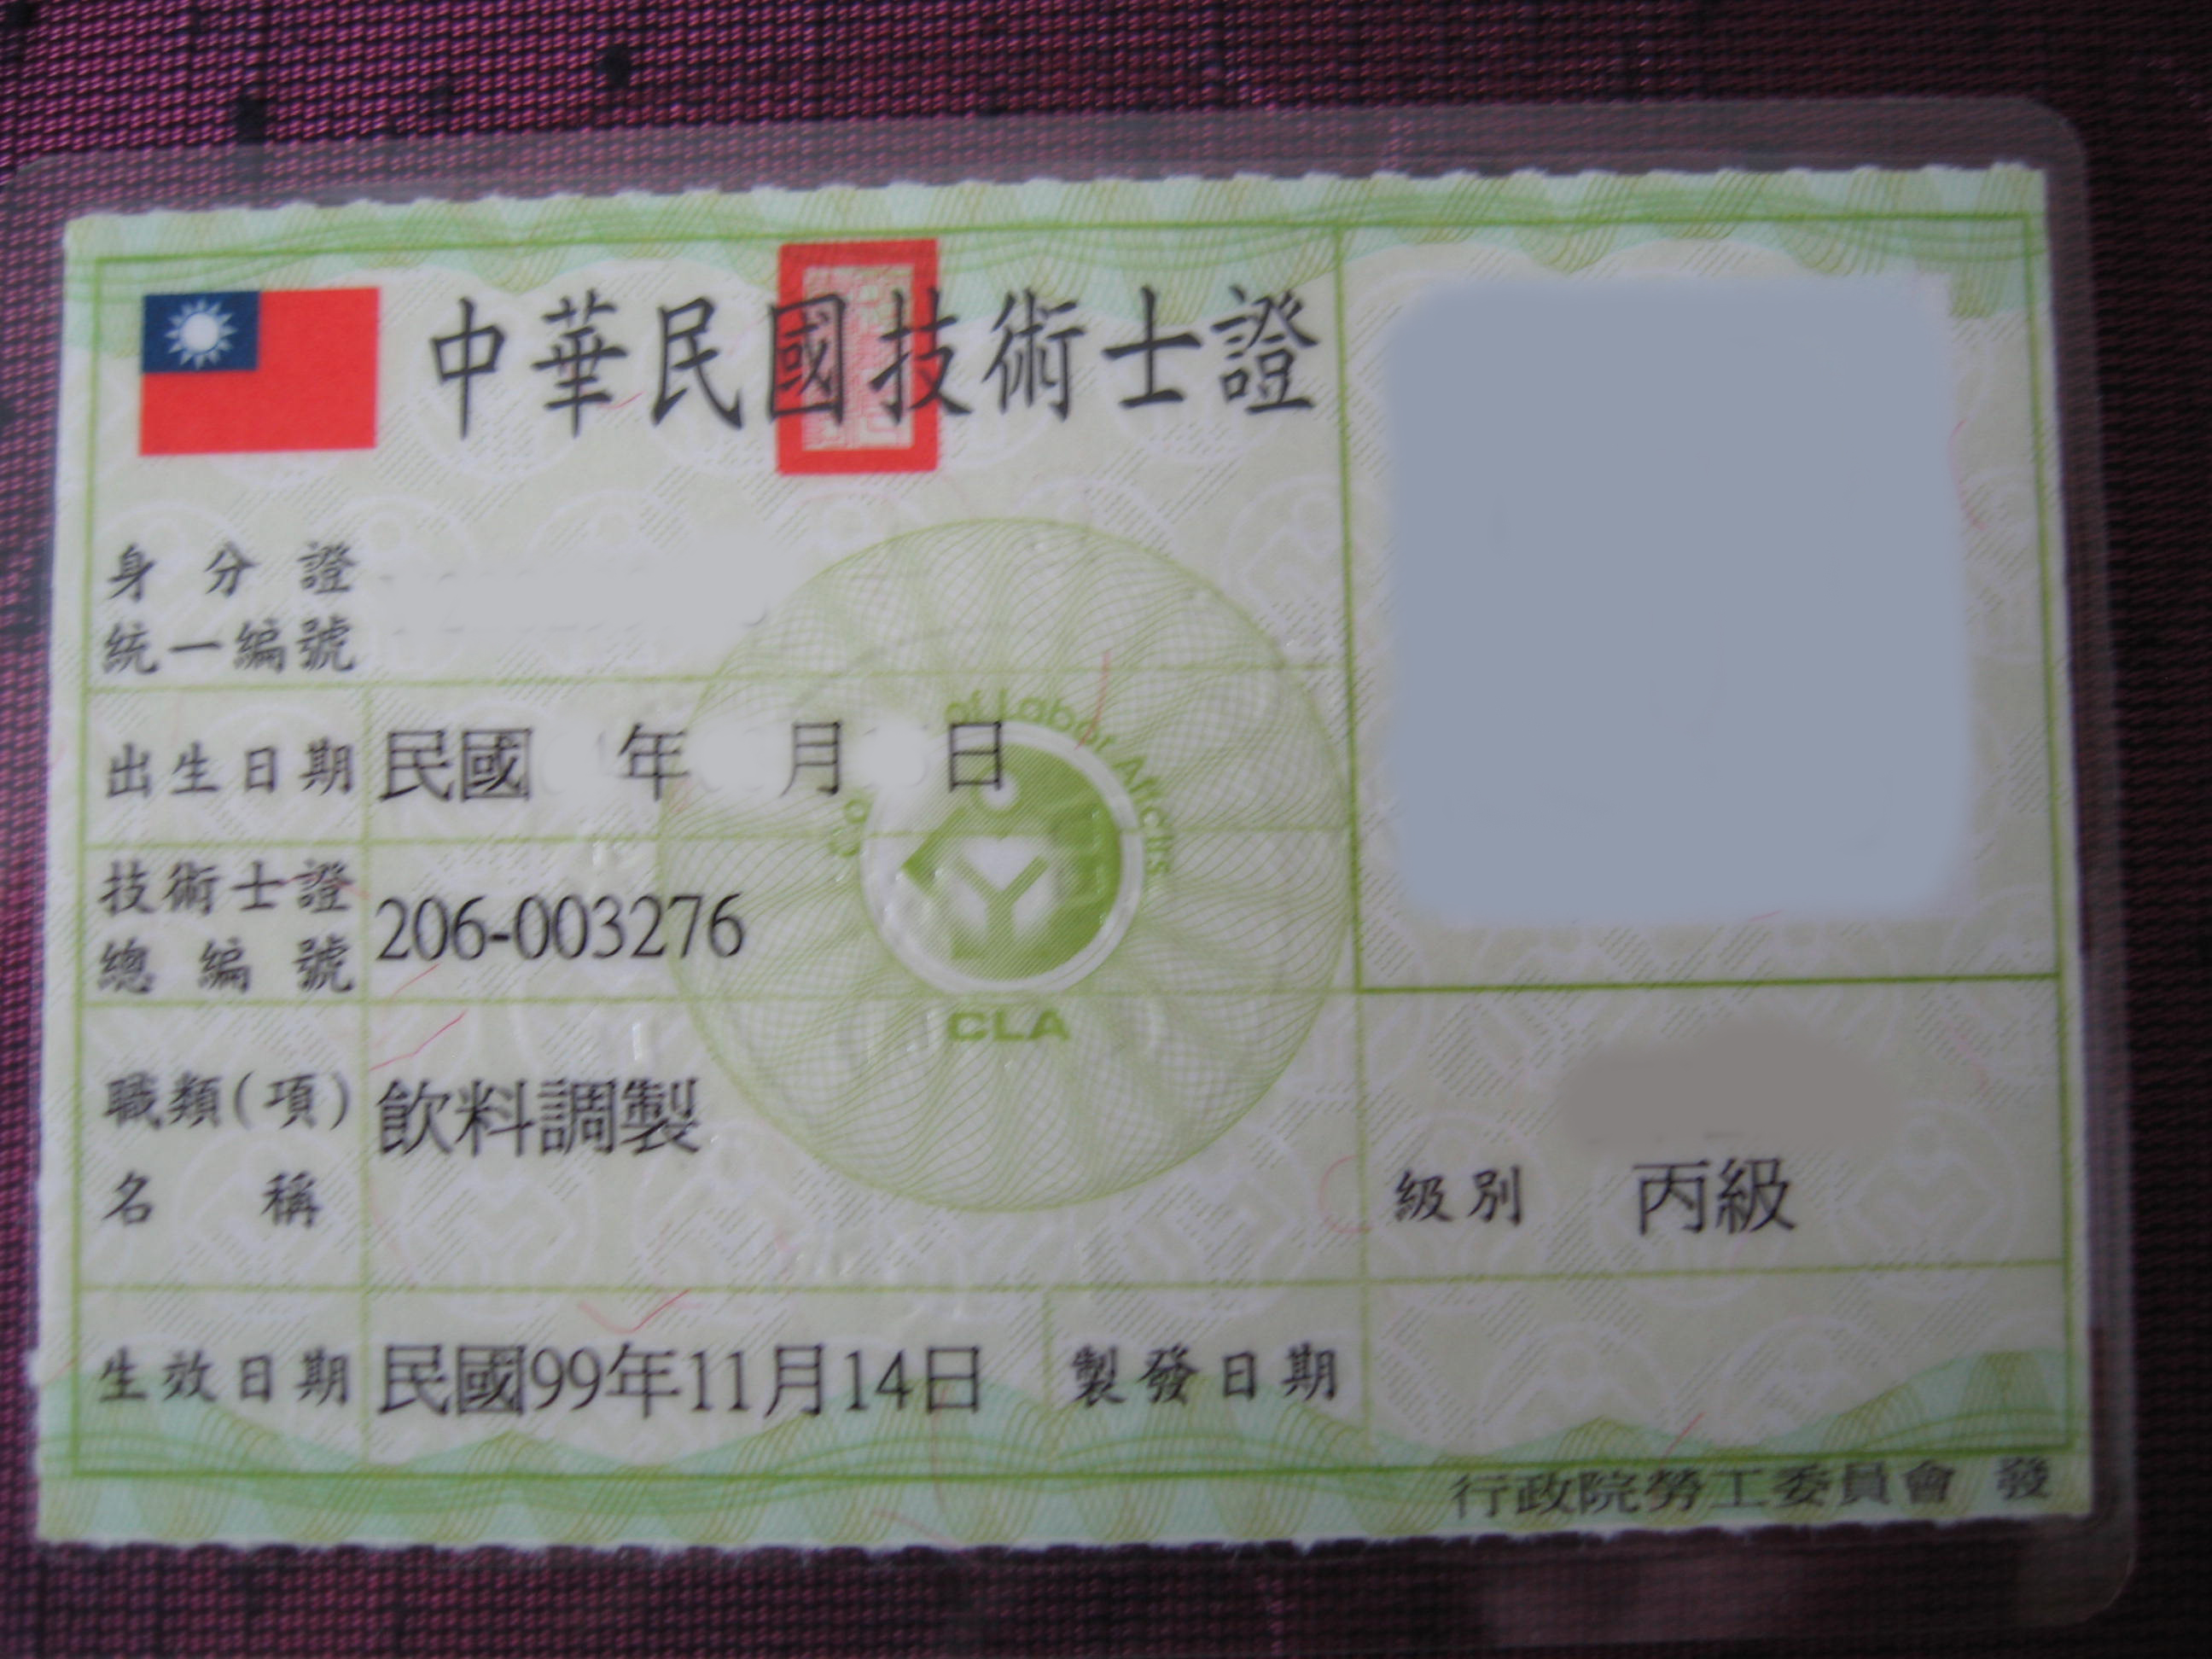 中華民國技術士證
身分證
統一編號
出生日期 民國 年 月 日
of Labor Affairs
技術士證
總編號 206-003276
CLA
職類(項)
名稱 飲料調製
級別 丙級
生效日期 民國99年11月14日 製發日期
行政院勞工委員會 發